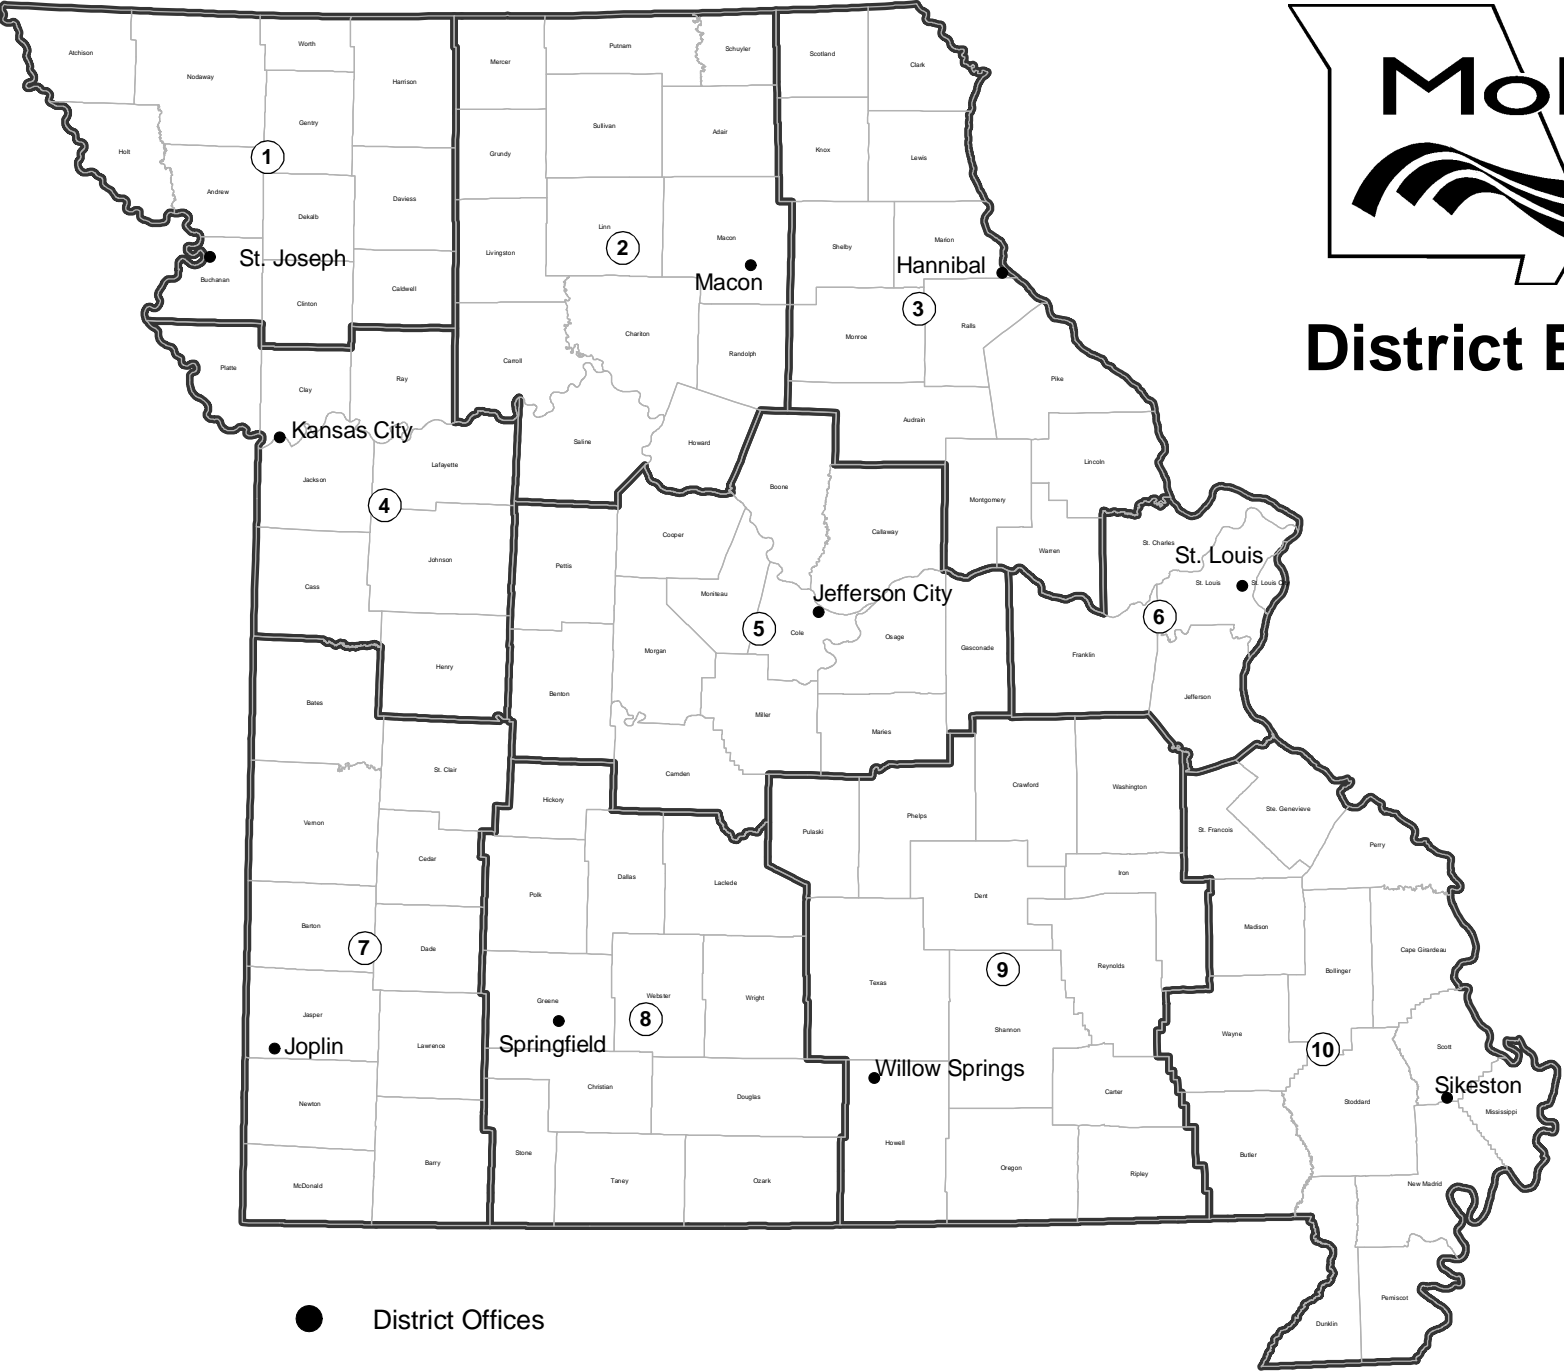 Atchison
Nodaway
Worth
Harrison
Mercer
Putnam
Schuyler
Scotland
Clark
Holt
Gentry
Sullivan
Adair
Grundy
Knox
Lewis
1
Andrew
Dekalb
Daviess
Linn
2
Macon
Macon
Livingston
Shelby
Marion
Hannibal
St. Joseph
Buchanan
Clinton
Caldwell
3
Chariton
Monroe
Ralls
Randolph
Carroll
Platte
Clay
Ray
Pike
Audrain
Kansas City
Saline
Howard
Lafayette
Lincoln
Jackson
Boone
Montgomery
4
Cooper
Callaway
Johnson
Pettis
Warren
St. Charles
St. Louis
St. Louis
Cass
Moniteau
Jefferson City
5
Cole
Osage
6
Morgan
Gasconade
Franklin
Henry
Benton
Jefferson
Bates
Miller
Maries
St. Clair
Camden
Crawford
Washington
Hickory
Ste. Genevieve
Vernon
Pulaski
Phelps
St. Francois
Perry
Cedar
Dallas
Laclede
Iron
Polk
Dent
Barton
7
Dade
Madison
Cape Girardeau
9
Reynolds
Bollinger
Texas
Greene
Webster
Wright
8
Jasper
Joplin
Lawrence
Springfield
Shannon
Wayne
10
Scott
Willow Springs
Sikeston
Newton
Christian
Douglas
Carter
Stoddard
Mississippi
Howell
Barry
Stone
Butler
McDonald
Taney
Ozark
Oregon
Ripley
New Madrid
Pemiscot
Dunklin
District Offices
District